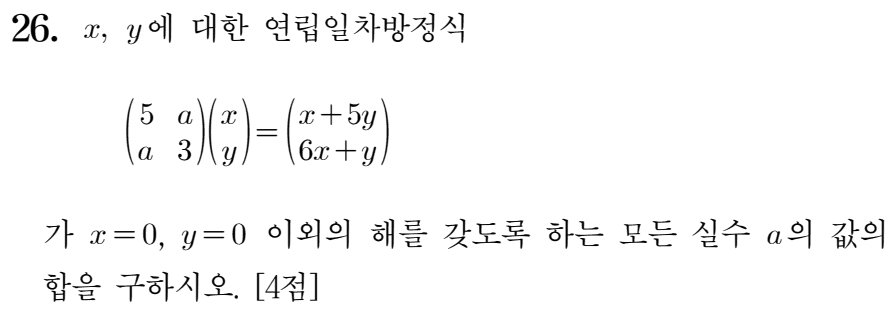 26. x, y에 대한 연립일차방정식
(5 a
a 3)(x
y)=(x+5y
6x+y)
가 x=0, y=0 이외의 해를 갖도록 하는 모든 실수 a의 값의
합을 구하시오. [4점]